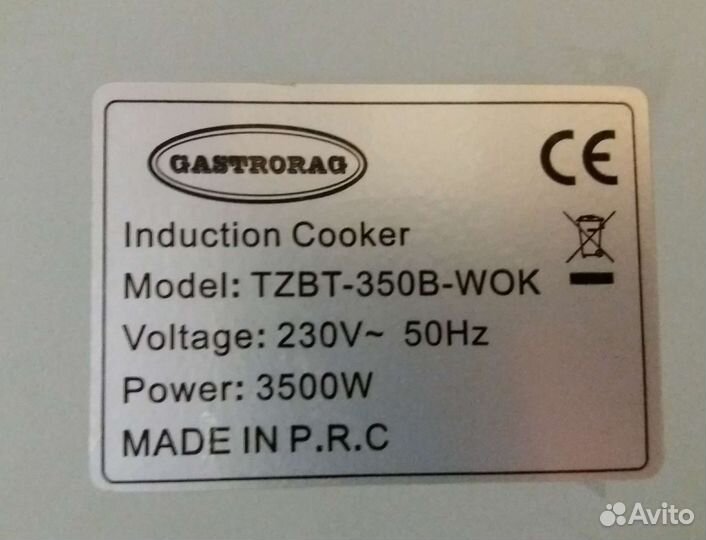 GASTRORAG
CE
Induction Cooker
Model: TZBT-350B-WOK
Voltage: 230V~ 50Hz
Power: 3500W
MADE IN P.R.C
Avito